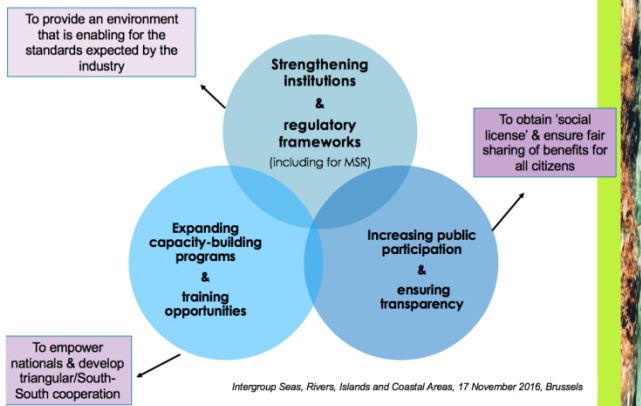 To provide an environment
that is enabling for the
standards expected by the
industry
Strengthening
institutions
&
regulatory
frameworks
(including for MSR)
To obtain 'social
license' & ensure fair
sharing of benefits for
all citizens
Expanding
capacity-building
programs
&
training
opportunities
Increasing public
participation
&
ensuring
transparency
To empower
nationals & develop
triangular/South-
South cooperation
Intergroup Seas, Rivers, Islands and Coastal Areas, 17 November 2016, Brussels